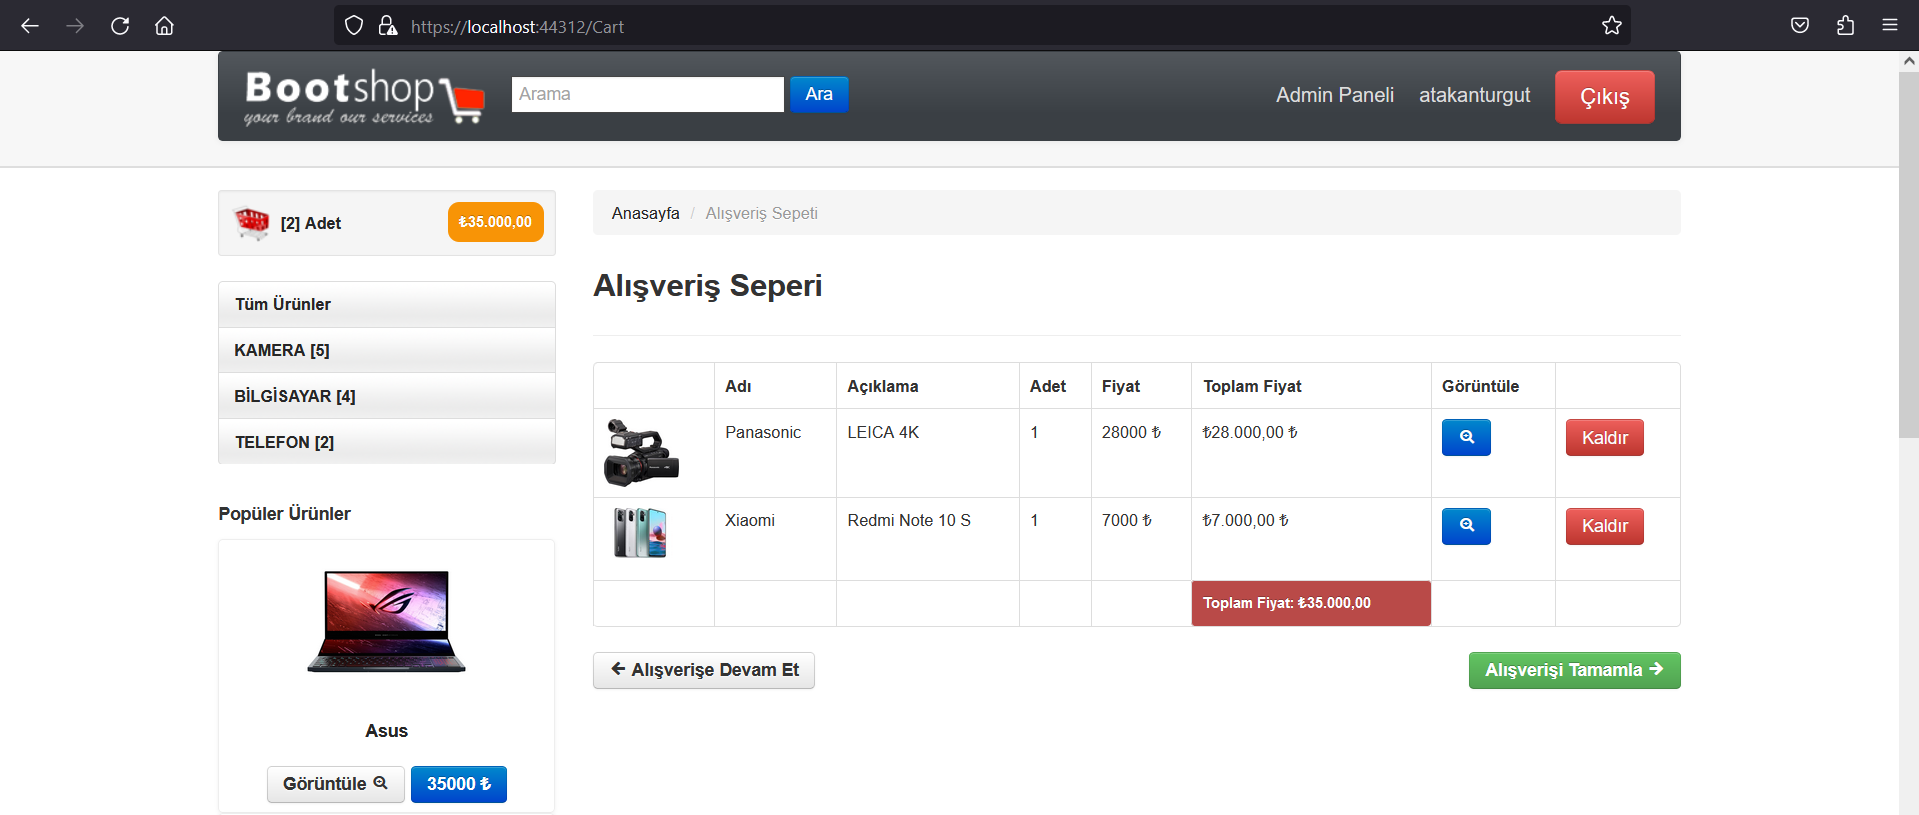 https://localhost:44312/Cart
Bootshop
your brand our services
Arama
Ara
Admin Paneli
atakanturgut
Çıkış
[2] Adet
₺35.000,00
Tüm Ürünler
KAMERA [5]
BİLGİSAYAR [4]
TELEFON [2]
Popüler Ürünler
Asus
Görüntüle
35000 ₺
Anasayfa / Alışveriş Sepeti
Alışveriş Seperi
Adı Açıklama Adet Fiyat Toplam Fiyat Görüntüle
Panasonic LEICA 4K 1 28000 ₺ ₺28.000,00 ₺ Kaldır
Xiaomi Redmi Note 10 S 1 7000 ₺ ₺7.000,00 ₺ Kaldır
Toplam Fiyat: ₺35.000,00
Alışverişe Devam Et
Alışverişi Tamamla